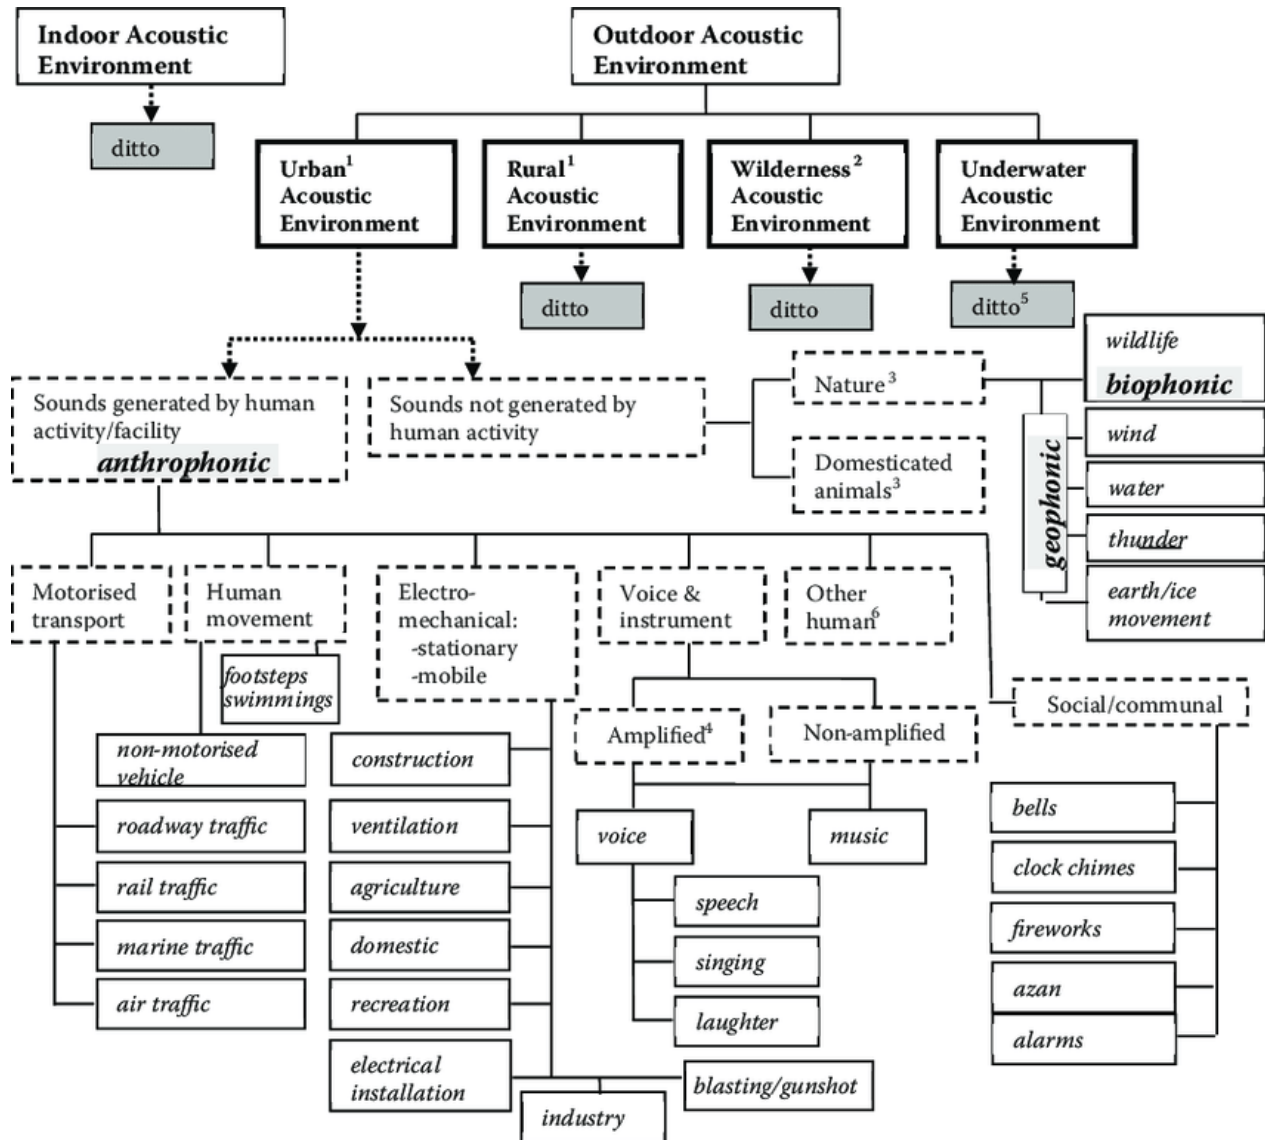 Indoor Acoustic
Environment
Outdoor Acoustic
Environment
ditto
Urban¹
Acoustic
Environment
Rural¹
Acoustic
Environment
Wilderness²
Acoustic
Environment
Underwater
Acoustic
Environment
ditto
ditto
ditto⁵
Sounds generated by human
activity/facility
anthrophonic
Sounds not generated by
human activity
Nature³
Domesticated
animals³
wildlife
biophonic
geophonic
wind
water
thunder
earth/ice
movement
Motorised
transport
Human
movement
Electro-
mechanical:
-stationary
-mobile
Voice &
instrument
Other
human⁶
Social/communal
footsteps
swimmings
non-motorised
vehicle
roadway traffic
rail traffic
marine traffic
air traffic
construction
ventilation
agriculture
domestic
recreation
electrical
installation
industry
blasting/gunshot
Amplified⁴
Non-amplified
voice
music
speech
singing
laughter
bells
clock chimes
fireworks
azan
alarms